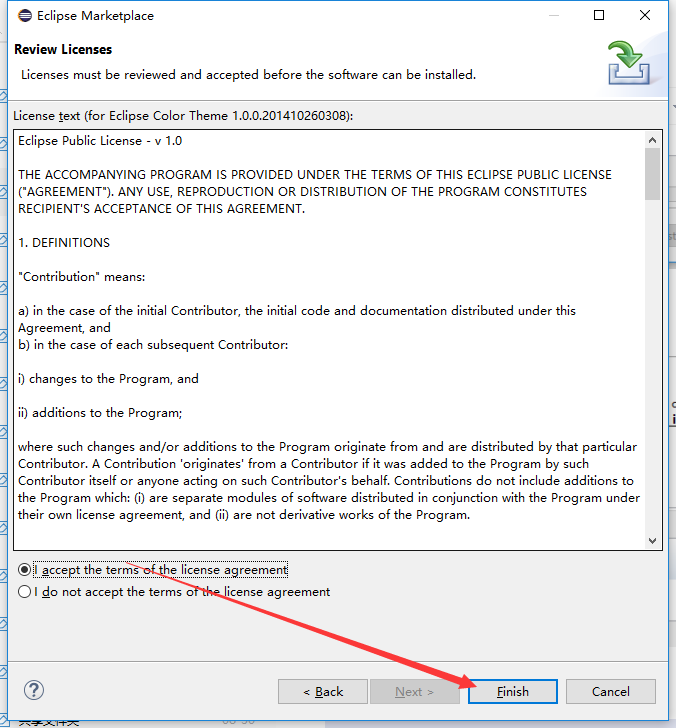 Eclipse Marketplace
Review Licenses
Licenses must be reviewed and accepted before the software can be installed.
License text (for Eclipse Color Theme 1.0.0.201410260308):
Eclipse Public License - v 1.0
THE ACCOMPANYING PROGRAM IS PROVIDED UNDER THE TERMS OF THIS ECLIPSE PUBLIC LICENSE
("AGREEMENT"). ANY USE, REPRODUCTION OR DISTRIBUTION OF THE PROGRAM CONSTITUTES
RECIPIENT'S ACCEPTANCE OF THIS AGREEMENT.
1. DEFINITIONS
"Contribution" means:
a) in the case of the initial Contributor, the initial code and documentation distributed under this
Agreement, and
b) in the case of each subsequent Contributor:
i) changes to the Program, and
ii) additions to the Program;
where such changes and/or additions to the Program originate from and are distributed by that particular
Contributor. A Contribution 'originates' from a Contributor if it was added to the Program by such
Contributor itself or anyone acting on such Contributor's behalf. Contributions do not include additions to
the Program which: (i) are separate modules of software distributed in conjunction with the Program under
their own license agreement, and (ii) are not derivative works of the Program.
I accept the terms of the license agreement
I do not accept the terms of the license agreement
?
< Back
Next >
Finish
Cancel